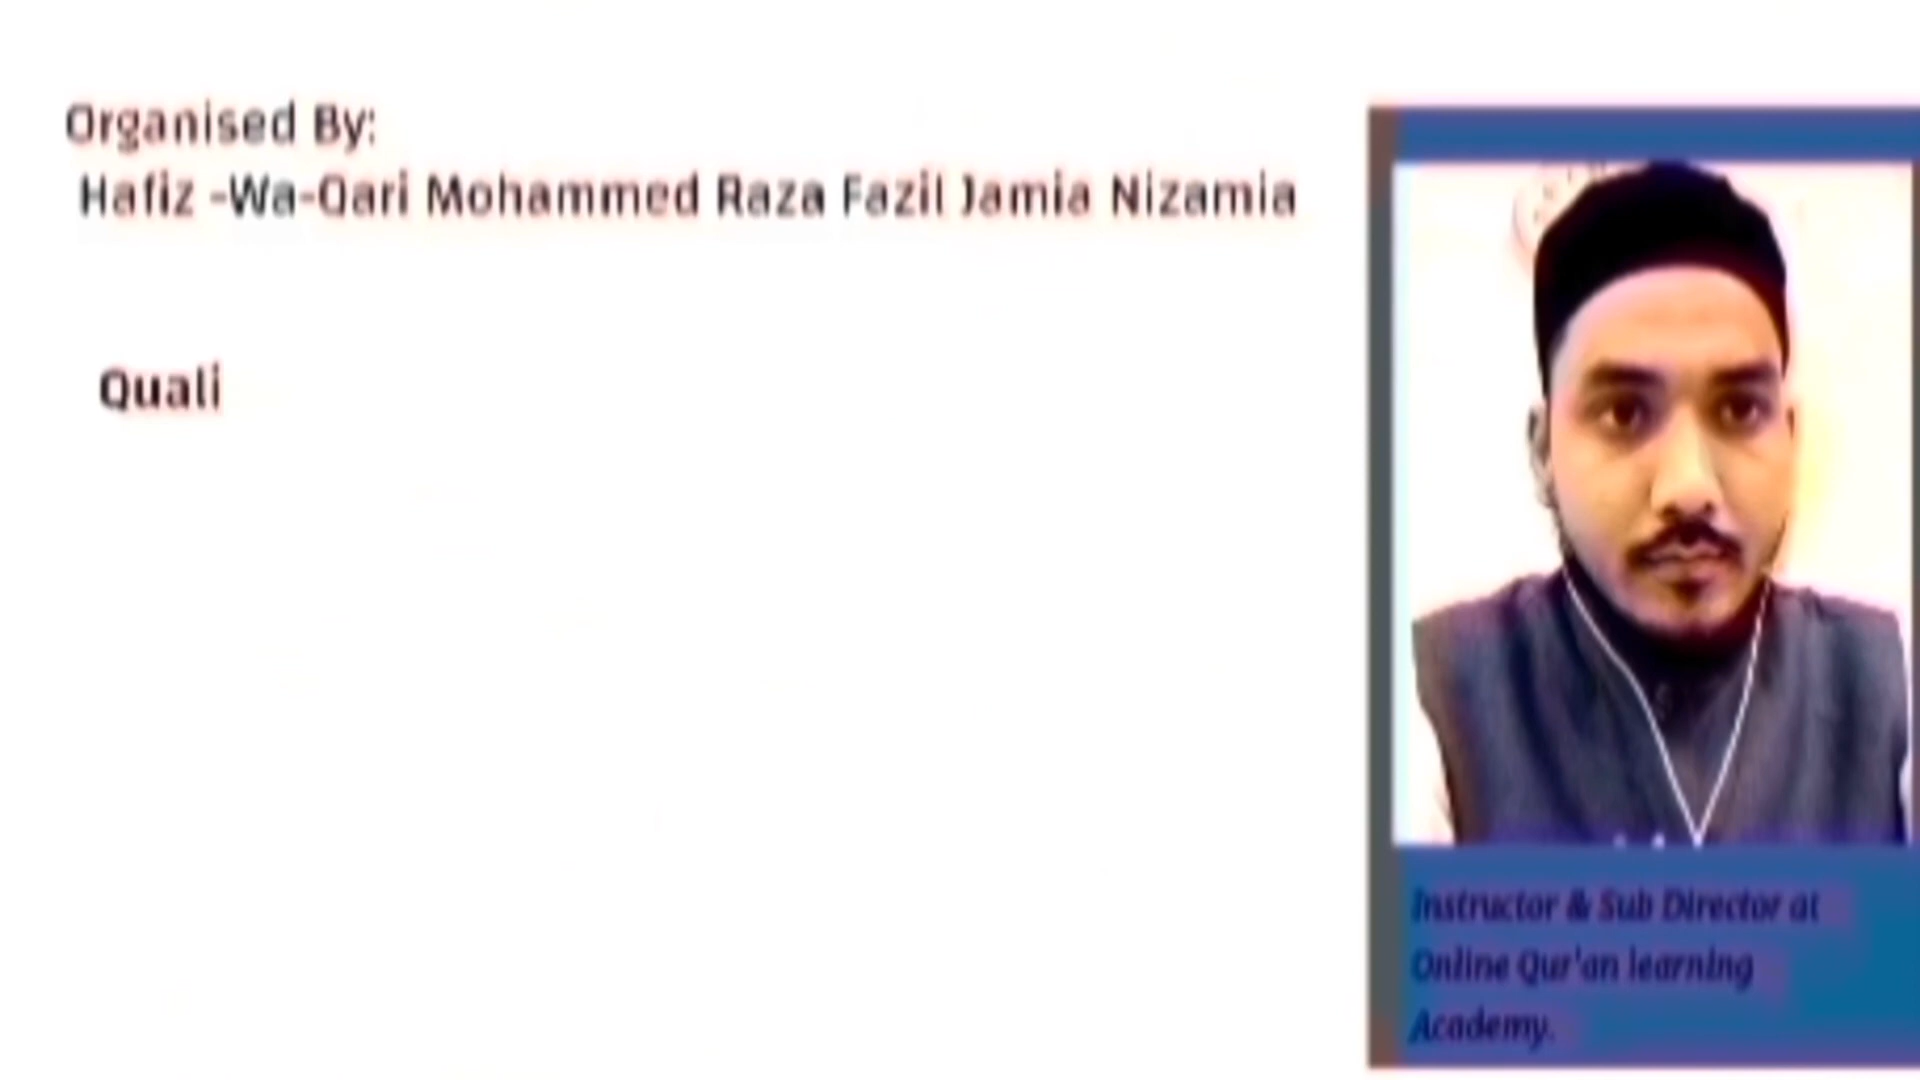 Organised By:
Hafiz -Wa-Qari Mohammed Raza Fazil Jamia Nizamia
Quali
Instructor & Sub Director at
Online Qur'an learning
Academy.